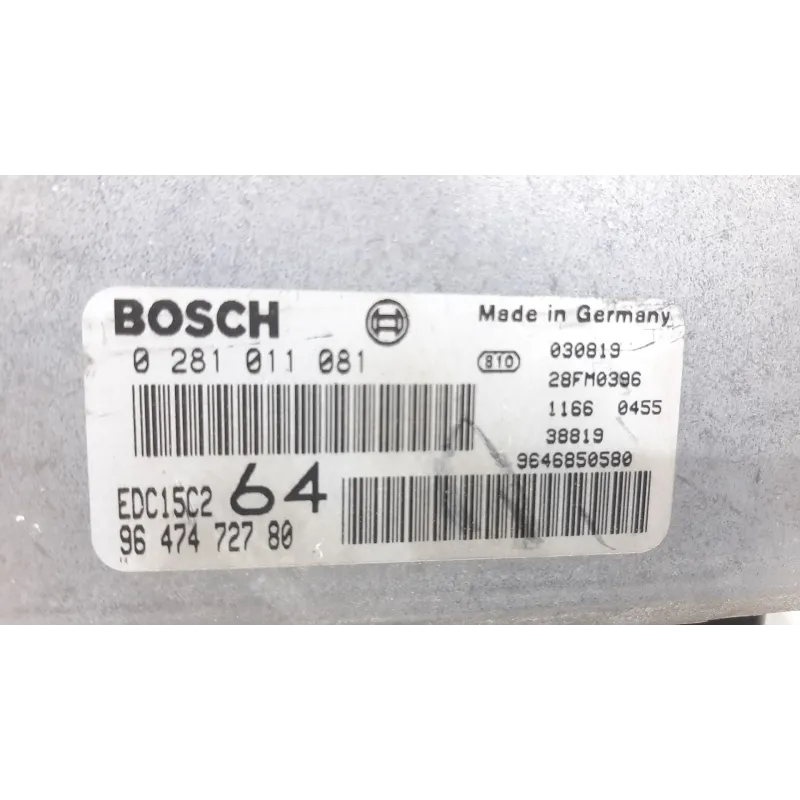 BOSCH
Made in Germany
0 281 011 081
810
030819
28FM0396
1166 0455
38819
9646850580
EDC15C2 64
96 474 727 80